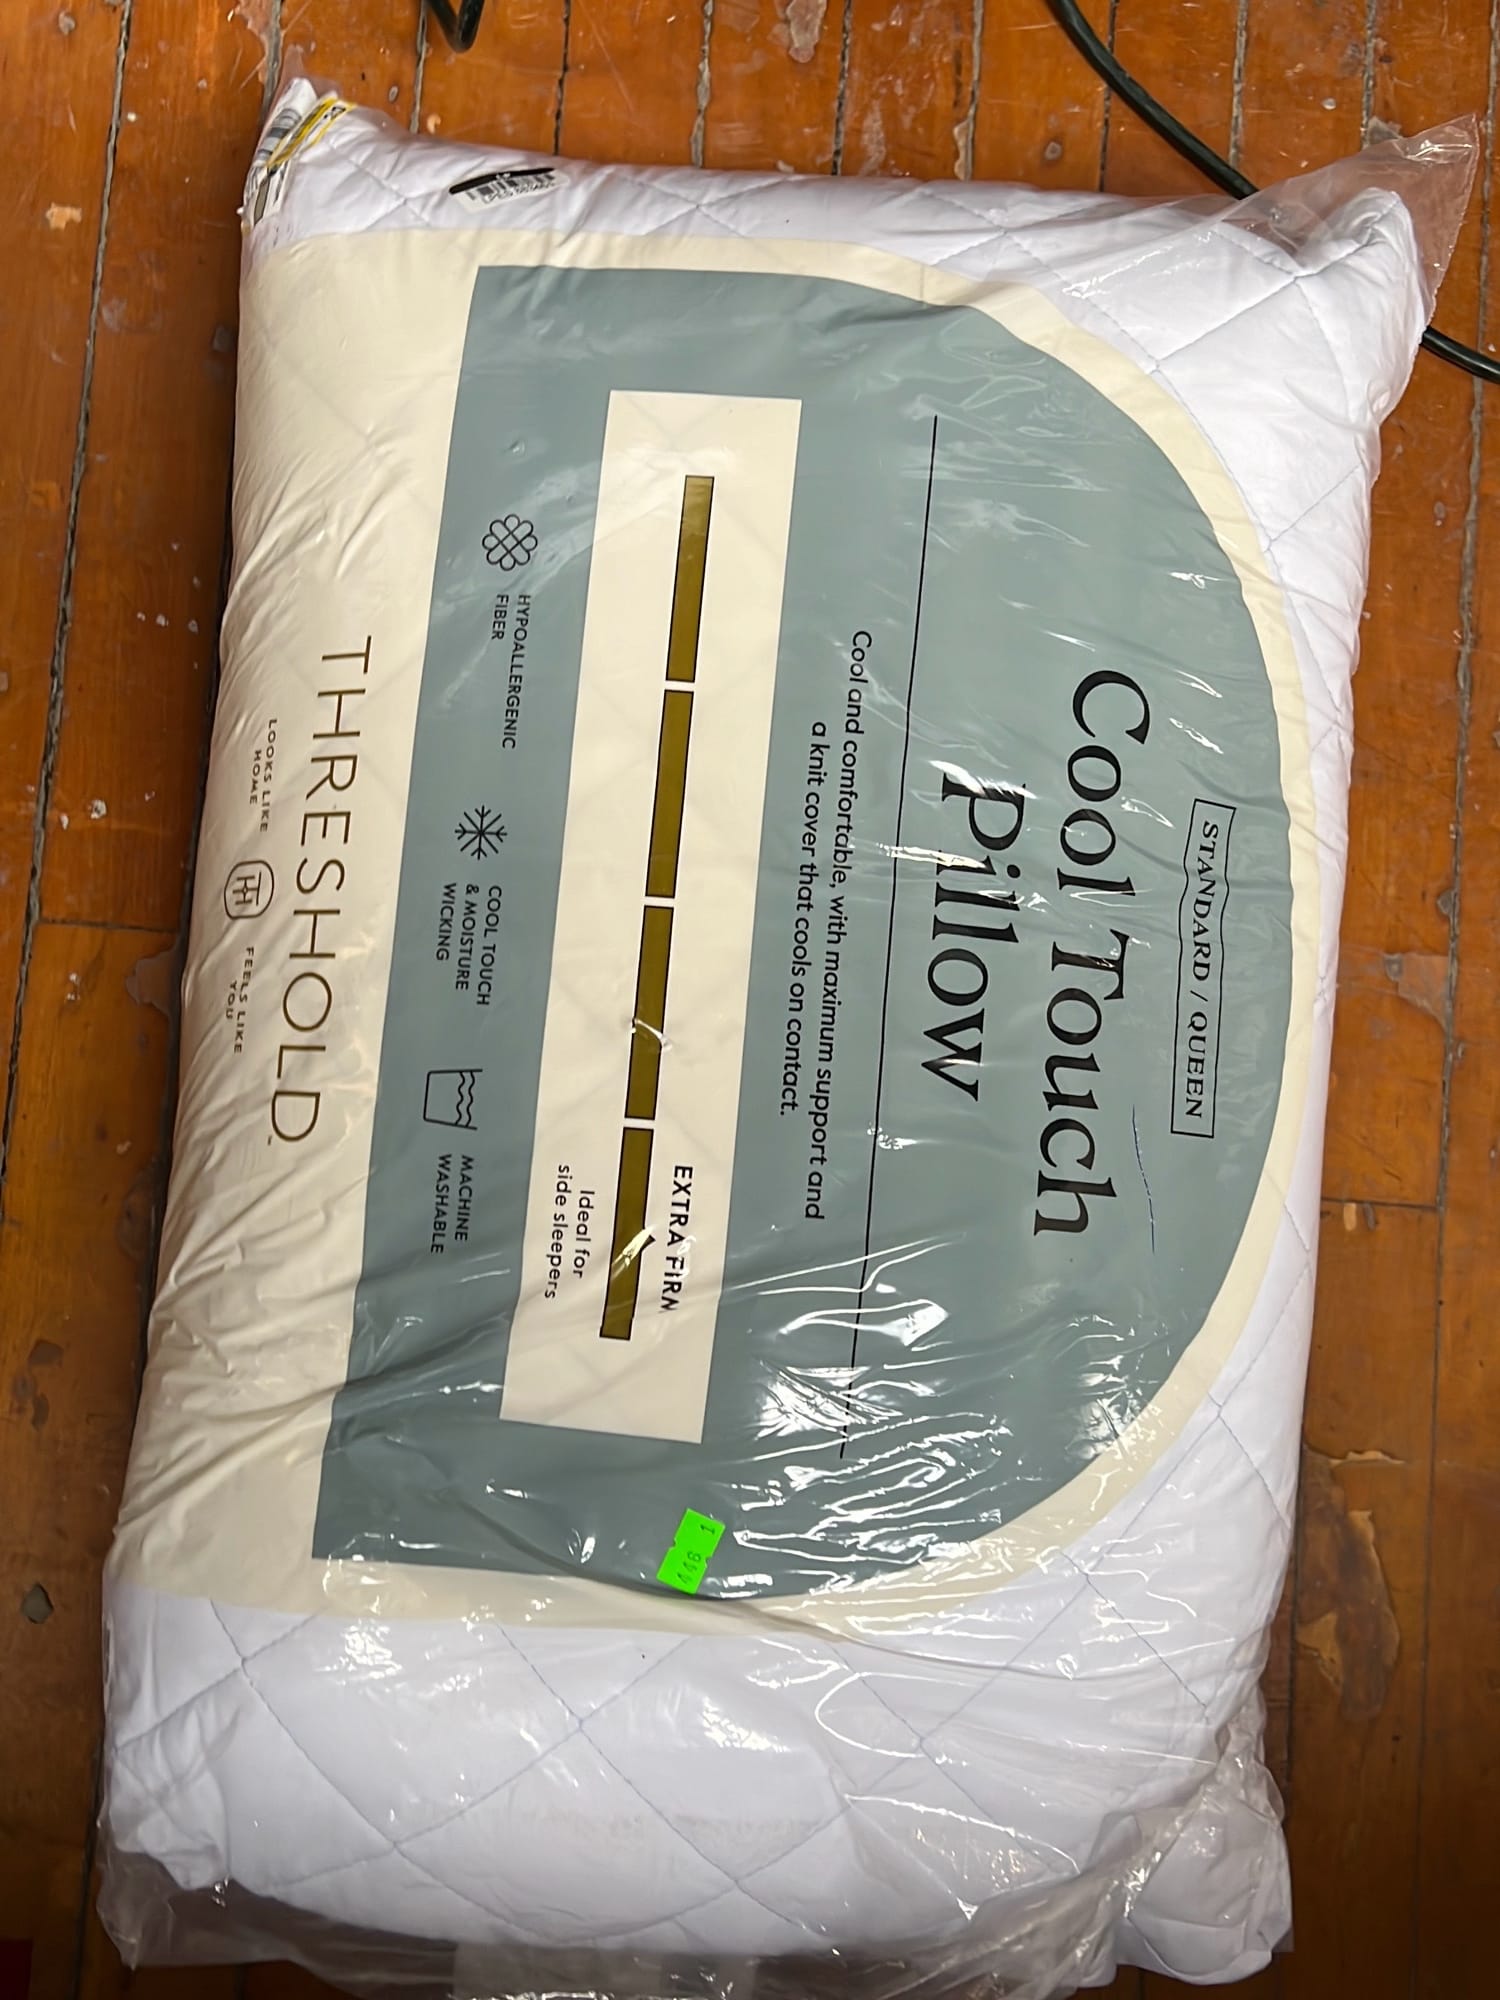 STANDARD / QUEEN
Cool Touch
Pillow
Cool and comfortable, with maximum support and
a knit cover that cools on contact.
EXTRA FIRM
Ideal for
side sleepers
HYPOALLERGENIC
FIBER
COOL TOUCH
& MOISTURE
WICKING
MACHINE
WASHABLE
THRESHOLD
LOOKS LIKE
HOME
FEELS LIKE
YOU